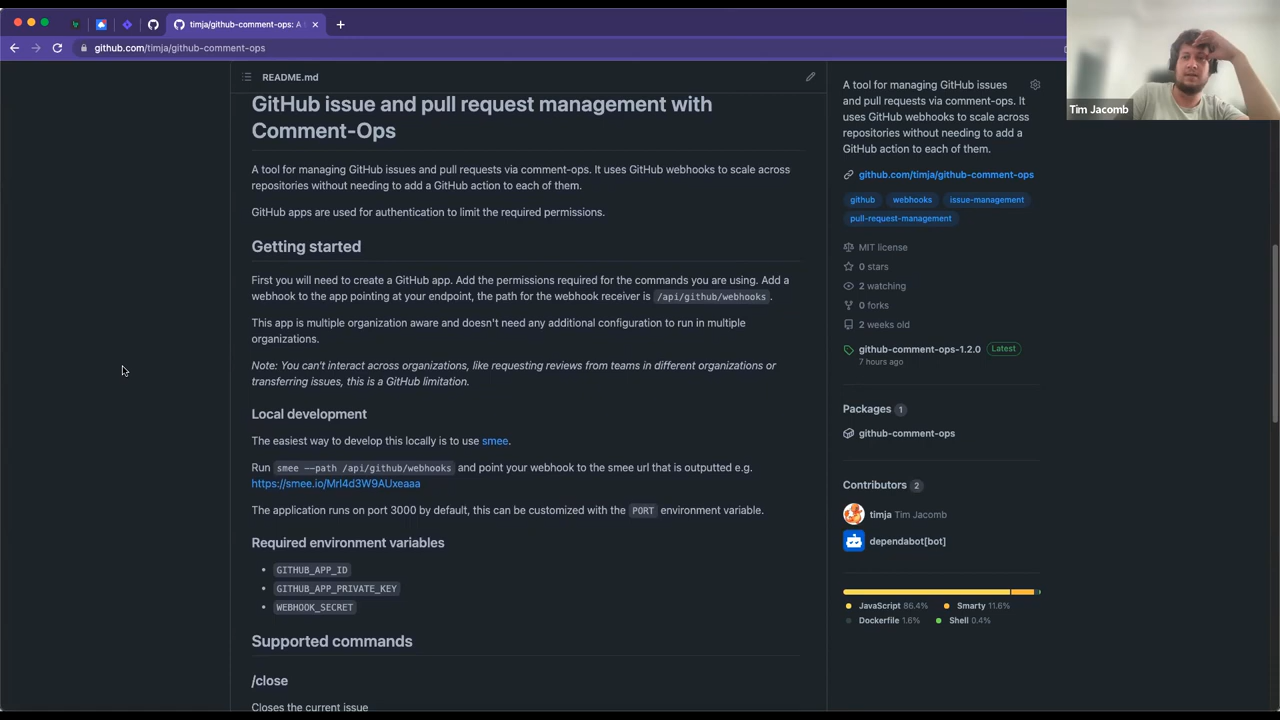 timja/github-comment-ops: A
github.com/timja/github-comment-ops
Tim Jacomb
README.md
GitHub issue and pull request management with
Comment-Ops
A tool for managing GitHub issues and pull requests via comment-ops. It uses GitHub webhooks to scale across
repositories without needing to add a GitHub action to each of them.
GitHub apps are used for authentication to limit the required permissions.
Getting started
First you will need to create a GitHub app. Add the permissions required for the commands you are using. Add a
webhook to the app pointing at your endpoint, the path for the webhook receiver is /api/github/webhooks.
This app is multiple organization aware and doesn't need any additional configuration to run in multiple
organizations.
Note: You can't interact across organizations, like requesting reviews from teams in different organizations or
transferring issues, this is a GitHub limitation.
Local development
The easiest way to develop this locally is to use smee.
Run smee --path /api/github/webhooks and point your webhook to the smee url that is outputted e.g.
https://smee.io/MrI4d3W9AUxeaaa
The application runs on port 3000 by default, this can be customized with the PORT environment variable.
Required environment variables
• GITHUB_APP_ID
• GITHUB_APP_PRIVATE_KEY
• WEBHOOK_SECRET
Supported commands
/close
Closes the current issue
A tool for managing GitHub issues
and pull requests via comment-ops. It
uses GitHub webhooks to scale across
repositories without needing to add a
GitHub action to each of them.
github.com/timja/github-comment-ops
github webhooks issue-management
pull-request-management
MIT license
0 stars
2 watching
0 forks
2 weeks old
github-comment-ops-1.2.0 Latest
7 hours ago
Packages 1
github-comment-ops
Contributors 2
timja Tim Jacomb
dependabot[bot]
JavaScript 86.4% Smarty 11.6%
Dockerfile 1.6% Shell 0.4%